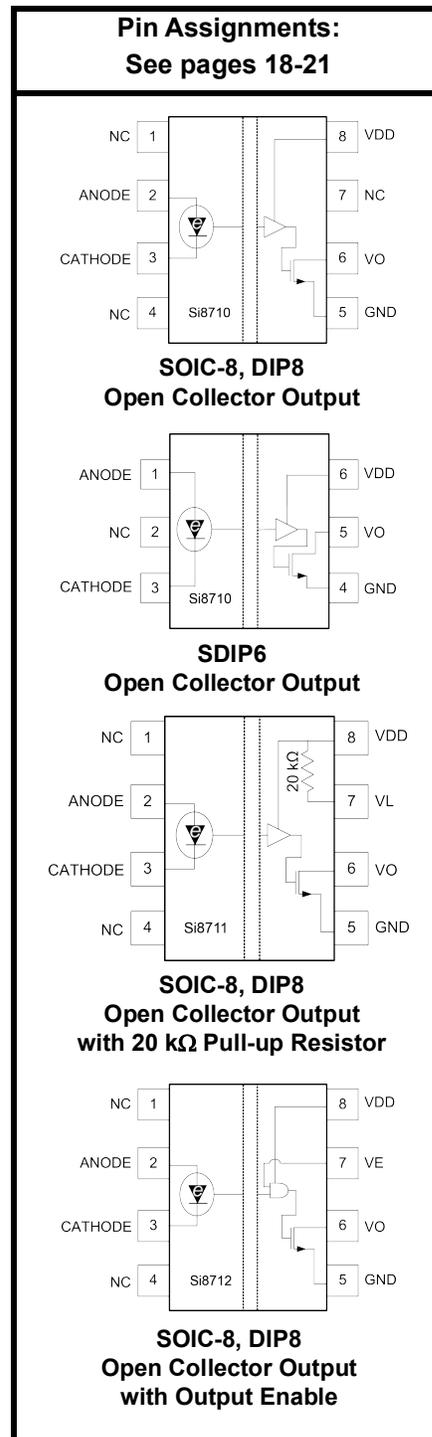 Pin Assignments:
See pages 18-21
NC 1
8 VDD
ANODE 2
7 NC
e
CATHODE 3
6 VO
NC 4
Si8710
5 GND
SOIC-8, DIP8
Open Collector Output
ANODE 1
6 VDD
NC 2
e
5 VO
CATHODE 3
Si8710
4 GND
SDIP6
Open Collector Output
NC 1
8 VDD
20 kΩ
ANODE 2
7 VL
e
CATHODE 3
6 VO
NC 4
Si8711
5 GND
SOIC-8, DIP8
Open Collector Output
with 20 kΩ Pull-up Resistor
NC 1
8 VDD
ANODE 2
7 VE
e
CATHODE 3
6 VO
NC 4
Si8712
5 GND
SOIC-8, DIP8
Open Collector Output
with Output Enable